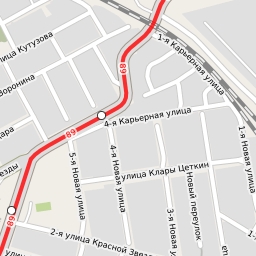 улица Кутузова
1-я Карьерная улица
89
Воронина
4-я Карьерная улица
89
5-я Новая улица
4-я Новая улица
улица Клары Цеткин
3-я Новая улица
Новый переулок
1-я Новая улица
89
2-я улица Красной Звезды